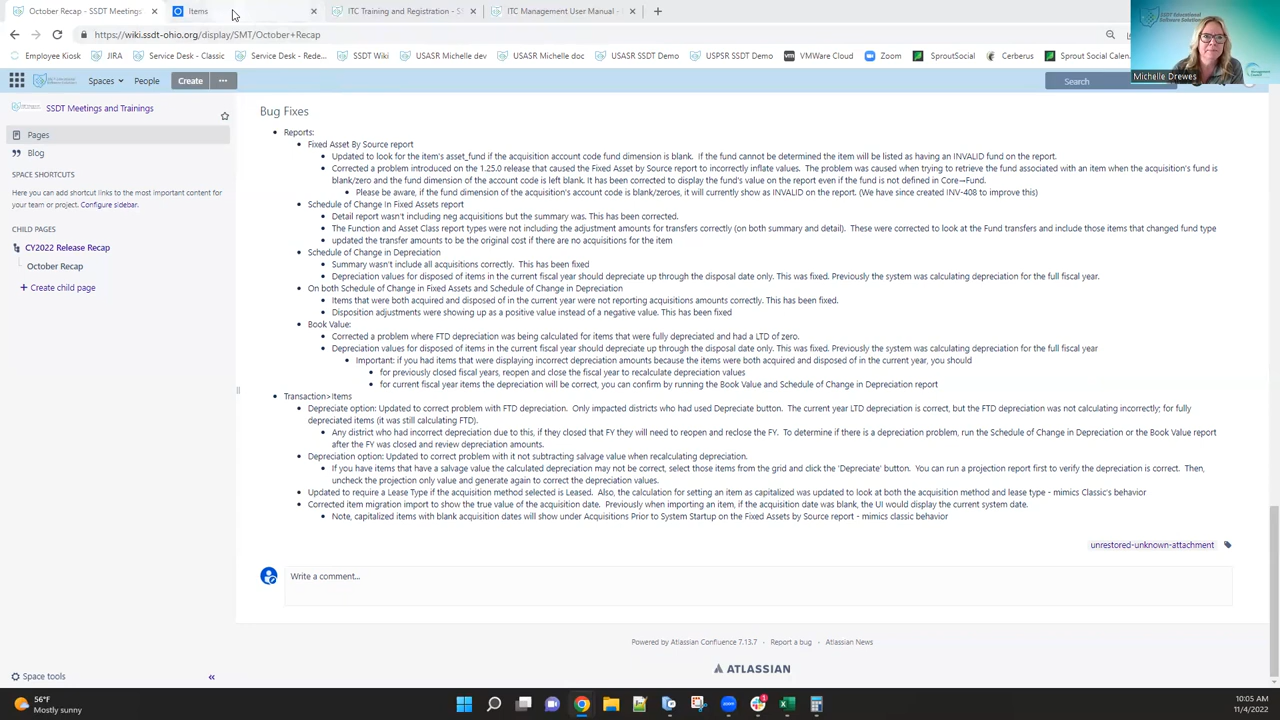 October Recap - SSDT Meetings
Items
ITC Training and Registration - S
ITC Management User Manual -
https://wiki.ssdt-ohio.org/display/SMT/October+Recap
Employee Kiosk
JIRA
Service Desk - Classic
Service Desk - Rede...
SSDT Wiki
USASR Michelle dev
USASR Michelle doc
USASR SSDT Demo
USPSR SSDT Demo
VMWare Cloud
Zoom
SproutSocial
Cerberus
Sprout Social Calen...
Michelle Drewes
Spaces
People
Create
Search
SSDT Meetings and Trainings
Pages
Blog
SPACE SHORTCUTS
Here you can add shortcut links to the most important content for your team or project. Configure sidebar.
CHILD PAGES
CY2022 Release Recap
October Recap
+ Create child page
Space tools
Bug Fixes
Reports:
Fixed Asset By Source report
Updated to look for the item's asset_fund if the acquisition account code fund dimension is blank. If the fund cannot be determined the item will be listed as having an INVALID fund on the report.
Corrected a problem introduced on the 1.25.0 release that caused the Fixed Asset by Source report to incorrectly inflate values. The problem was caused when trying to retrieve the fund associated with an item when the acquisition's fund is
blank/zero and the fund dimension of the account code is left blank. It has been corrected to display the fund's value on the report even if the fund is not defined in Core→Fund.
Please be aware, if the fund dimension of the acquisition's account code is blank/zeroes, it will currently show as INVALID on the report. (We have since created INV-408 to improve this)
Schedule of Change In Fixed Assets report
Detail report wasn't including neg acquisitions but the summary was. This has been corrected.
The Function and Asset Class report types were not including the adjustment amounts for transfers correctly (on both summary and detail). These were corrected to look at the Fund transfers and include those items that changed fund type
updated the transfer amounts to be the original cost if there are no acquisitions for the item
Schedule of Change in Depreciation
Summary wasn't include all acquisitions correctly. This has been fixed
Depreciation values for disposed of items in the current fiscal year should depreciate up through the disposal date only. This was fixed. Previously the system was calculating depreciation for the full fiscal year.
On both Schedule of Change in Fixed Assets and Schedule of Change in Depreciation
Items that were both acquired and disposed of in the current year were not reporting acquisitions amounts correctly. This has been fixed.
Disposition adjustments were showing up as a positive value instead of a negative value. This has been fixed
Book Value:
Corrected a problem where FTD depreciation was being calculated for items that were fully depreciated and had a LTD of zero.
Depreciation values for disposed of items in the current fiscal year should depreciate up through the disposal date only. This was fixed. Previously the system was calculating depreciation for the full fiscal year
Important: if you had items that were displaying incorrect depreciation amounts because the items were both acquired and disposed of in the current year, you should
for previously closed fiscal years, reopen and close the fiscal year to recalculate depreciation values
for current fiscal year items the depreciation will be correct, you can confirm by running the Book Value and Schedule of Change in Depreciation report
Transaction>Items
Depreciate option: Updated to correct problem with FTD depreciation. Only impacted districts who had used Depreciate button. The current year LTD depreciation is correct, but the FTD depreciation was not calculating incorrectly; for fully
depreciated items (it was still calculating FTD).
Any district who had incorrect depreciation due to this, if they closed that FY they will need to reopen and reclose the FY. To determine if there is a depreciation problem, run the Schedule of Change in Depreciation or the Book Value report
after the FY was closed and review depreciation amounts.
Depreciation option: Updated to correct problem with it not subtracting salvage value when recalculating depreciation.
If you have items that have a salvage value the calculated depreciation may not be correct, select those items from the grid and click the 'Depreciate' button. You can run a projection report first to verify the depreciation is correct. Then,
uncheck the projection only value and generate again to correct the depreciation values.
Updated to require a Lease Type if the acquisition method selected is Leased. Also, the calculation for setting an item as capitalized was updated to look at both the acquisition method and lease type - mimics Classic's behavior
Corrected item migration import to show the true value of the acquisition date. Previously when importing an item, if the acquisition date was blank, the UI would display the current system date.
Note, capitalized items with blank acquisition dates will show under Acquisitions Prior to System Startup on the Fixed Assets by Source report - mimics classic behavior
unrestored-unknown-attachment
Write a comment...
Powered by Atlassian Confluence 7.13.7 · Report a bug · Atlassian News
ATLASSIAN
56°F
Mostly sunny
10:05 AM
11/4/2022